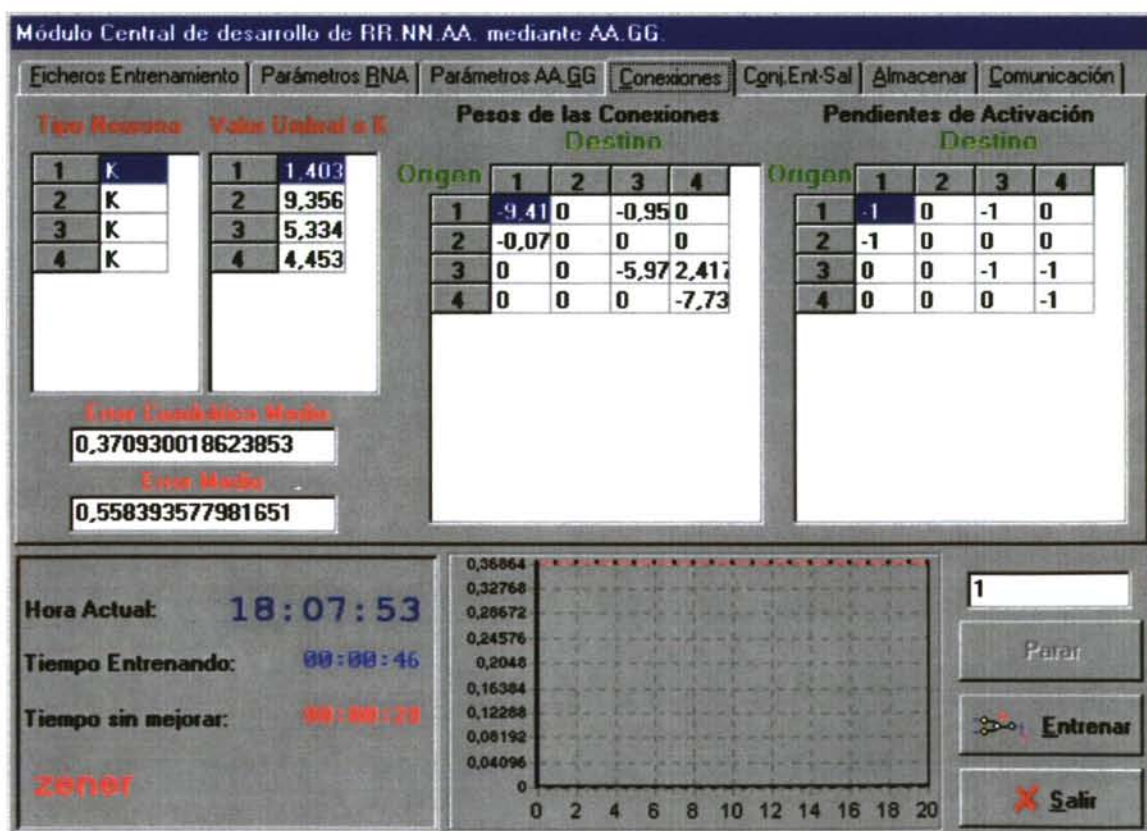 Módulo Central de desarrollo de RR.NN.AA. mediante AA.GG.
Ficheros Entrenamiento Parámetros RNA Parámetros AA.GG Conexiones Conj.Ent-Sal Almacenar Comunicación
Tipo Neurona Valor Umbral o K
1 K
2 K
3 K
4 K
1 1,403
2 9,356
3 5,334
4 4,453
Error Cuadrático Medio
0,370930018623853
Error Medio
0,558393577981651
Pesos de las Conexiones
Destino
Origen 1 2 3 4
1 -9,41 0 -0,95 0
2 -0,07 0 0 0
3 0 0 -5,97 2,417
4 0 0 0 -7,73
Pendientes de Activación
Destino
Origen 1 2 3 4
1 -1 0 -1 0
2 -1 0 0 0
3 0 0 -1 -1
4 0 0 0 -1
Hora Actual: 18:07:53
Tiempo Entrenando: 00:00:46
Tiempo sin mejorar: 00:00:28
zener
0,36864
0,32768
0,28672
0,24576
0,2048
0,16384
0,12288
0,08192
0,04096
0
0 2 4 6 8 10 12 14 16 18 20
1
Parar
Entrenar
Salir